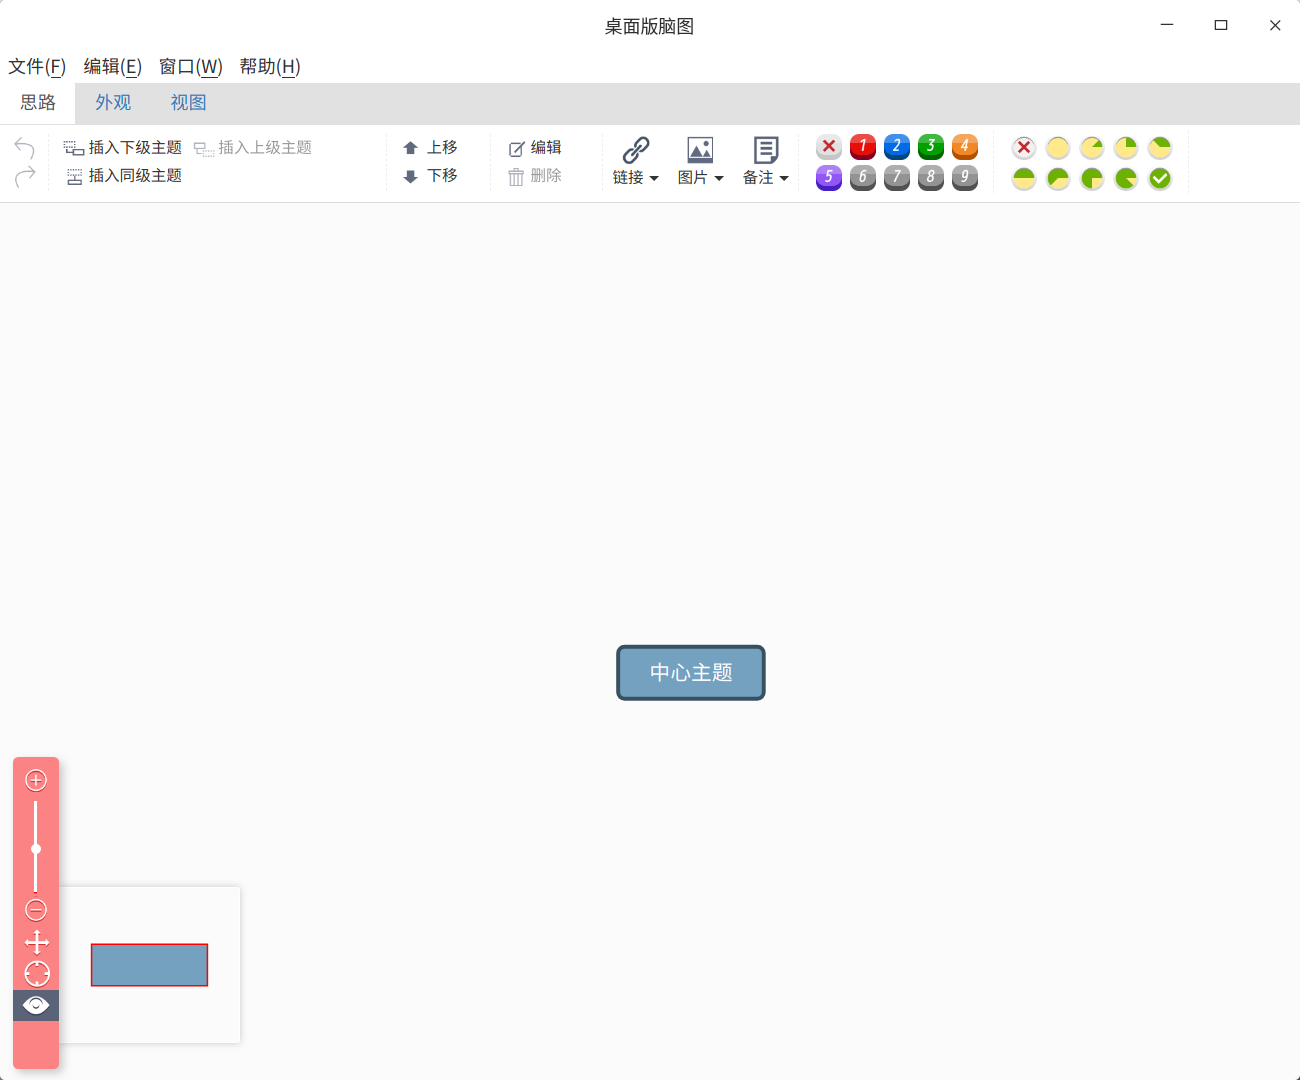 桌面版脑图
文件(F) 编辑(E) 窗口(W) 帮助(H)
思路 外观 视图
插入下级主题 插入上级主题 上移 编辑
插入同级主题 下移 删除
链接 图片 备注
1 2 3 4
5 6 7 8 9
中心主题